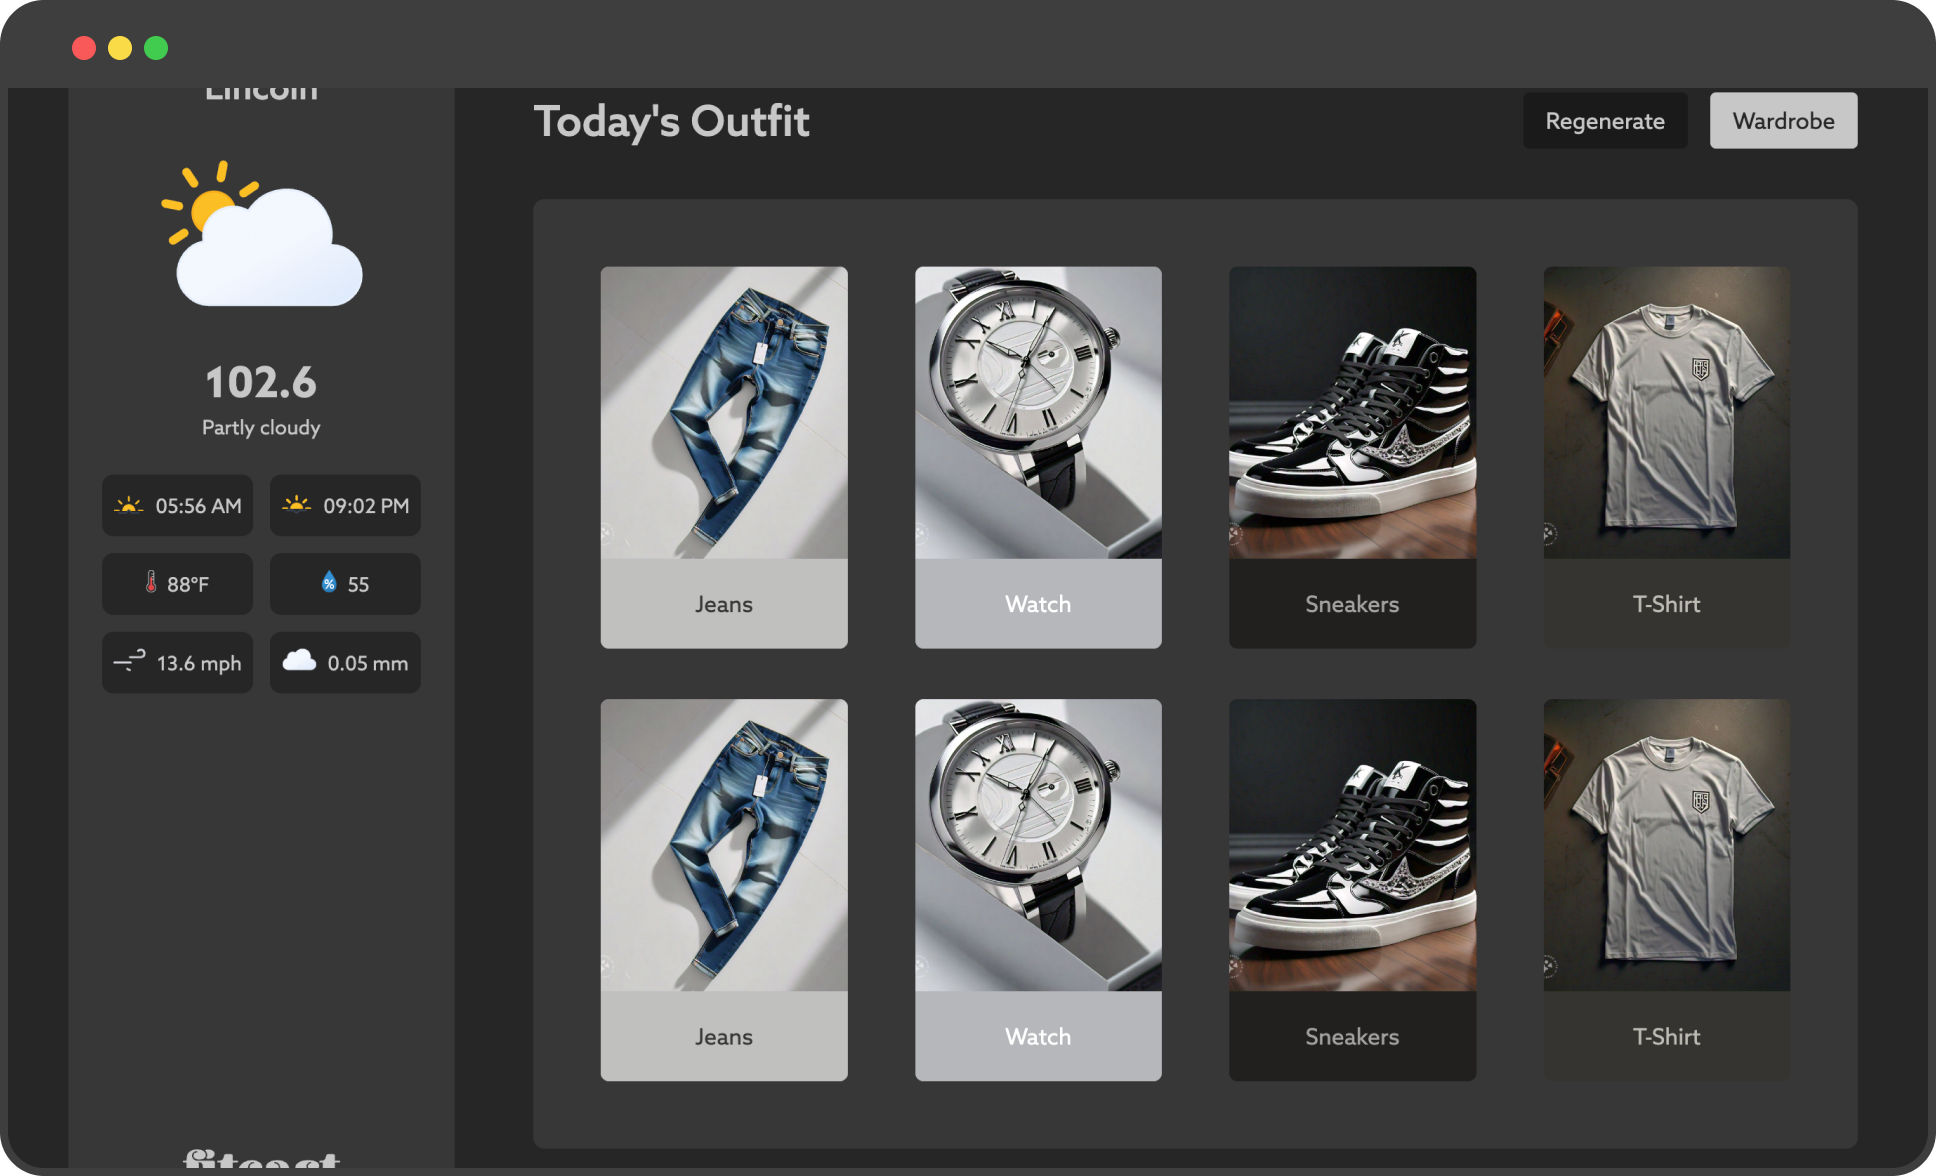 Lincoln
102.6
Partly cloudy
05:56 AM
09:02 PM
88°F
55
13.6 mph
0.05 mm
fitcast
Today's Outfit
Regenerate
Wardrobe
Jeans
Watch
Sneakers
T-Shirt
Jeans
Watch
Sneakers
T-Shirt